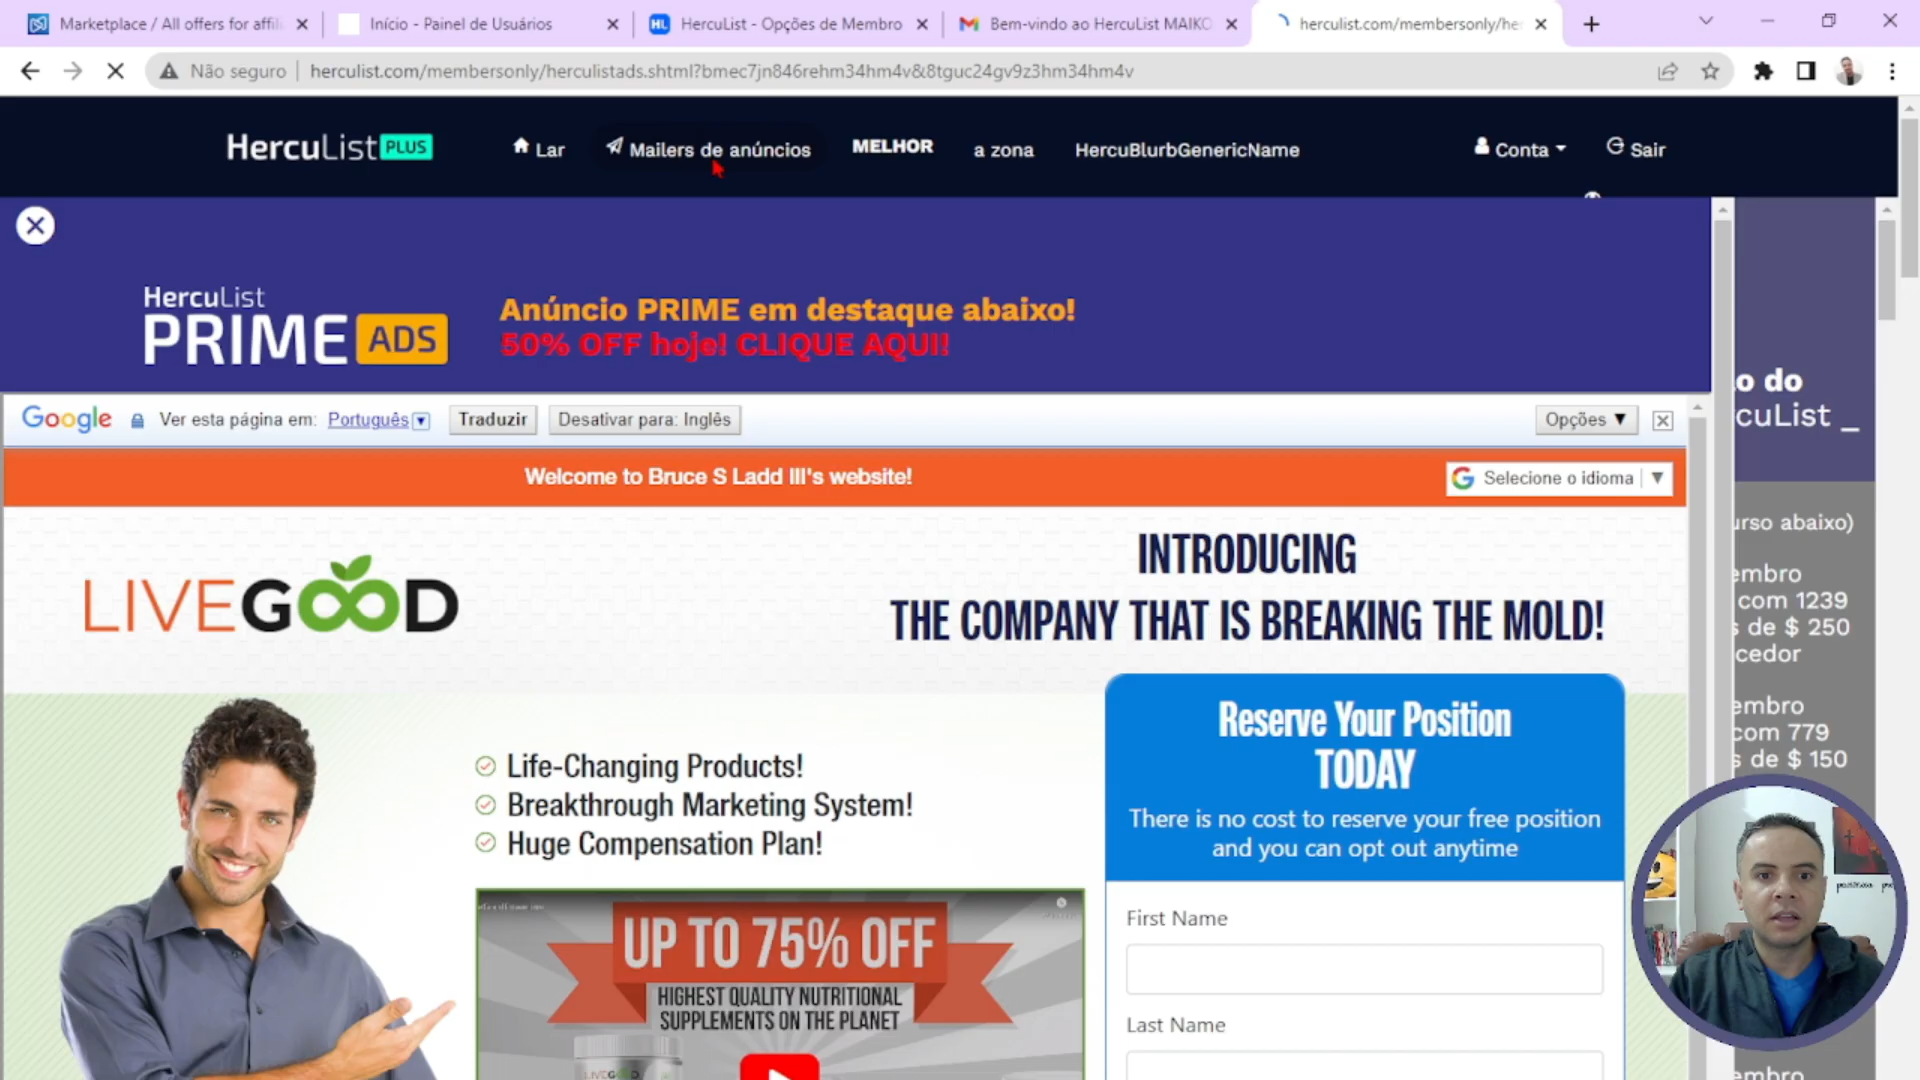 Marketplace / All offers for affili
Início - Painel de Usuários
HL HercuList - Opções de Membro
Bem-vindo ao HercuList MAIKO
herculist.com/membersonly/he
Não seguro
herculist.com/membersonly/herculistads.shtml?bmec7jn846rehm34hm4v&8tguc24gv9z3hm34hm4v
HercuList PLUS
Lar
Mailers de anúncios
MELHOR
a zona
HercuBlurbGenericName
Conta
Sair
HercuList
PRIME ADS
Anúncio PRIME em destaque abaixo!
50% OFF hoje! CLIQUE AQUI!
o do
cuList _
Google
Ver esta página em: Português
Traduzir
Desativar para: Inglês
Opções ▼
Welcome to Bruce S Ladd III's website!
G Selecione o idioma ▼
LIVEGOOD
INTRODUCING
THE COMPANY THAT IS BREAKING THE MOLD!
urso abaixo)
embro
com 1239
s de $ 250
cedor
embro
com 779
s de $ 150
Life-Changing Products!
Breakthrough Marketing System!
Huge Compensation Plan!
Reserve Your Position
TODAY
There is no cost to reserve your free position
and you can opt out anytime
First Name
Last Name
UP TO 75% OFF
HIGHEST QUALITY NUTRITIONAL
SUPPLEMENTS ON THE PLANET
LIVEGOOD
embro